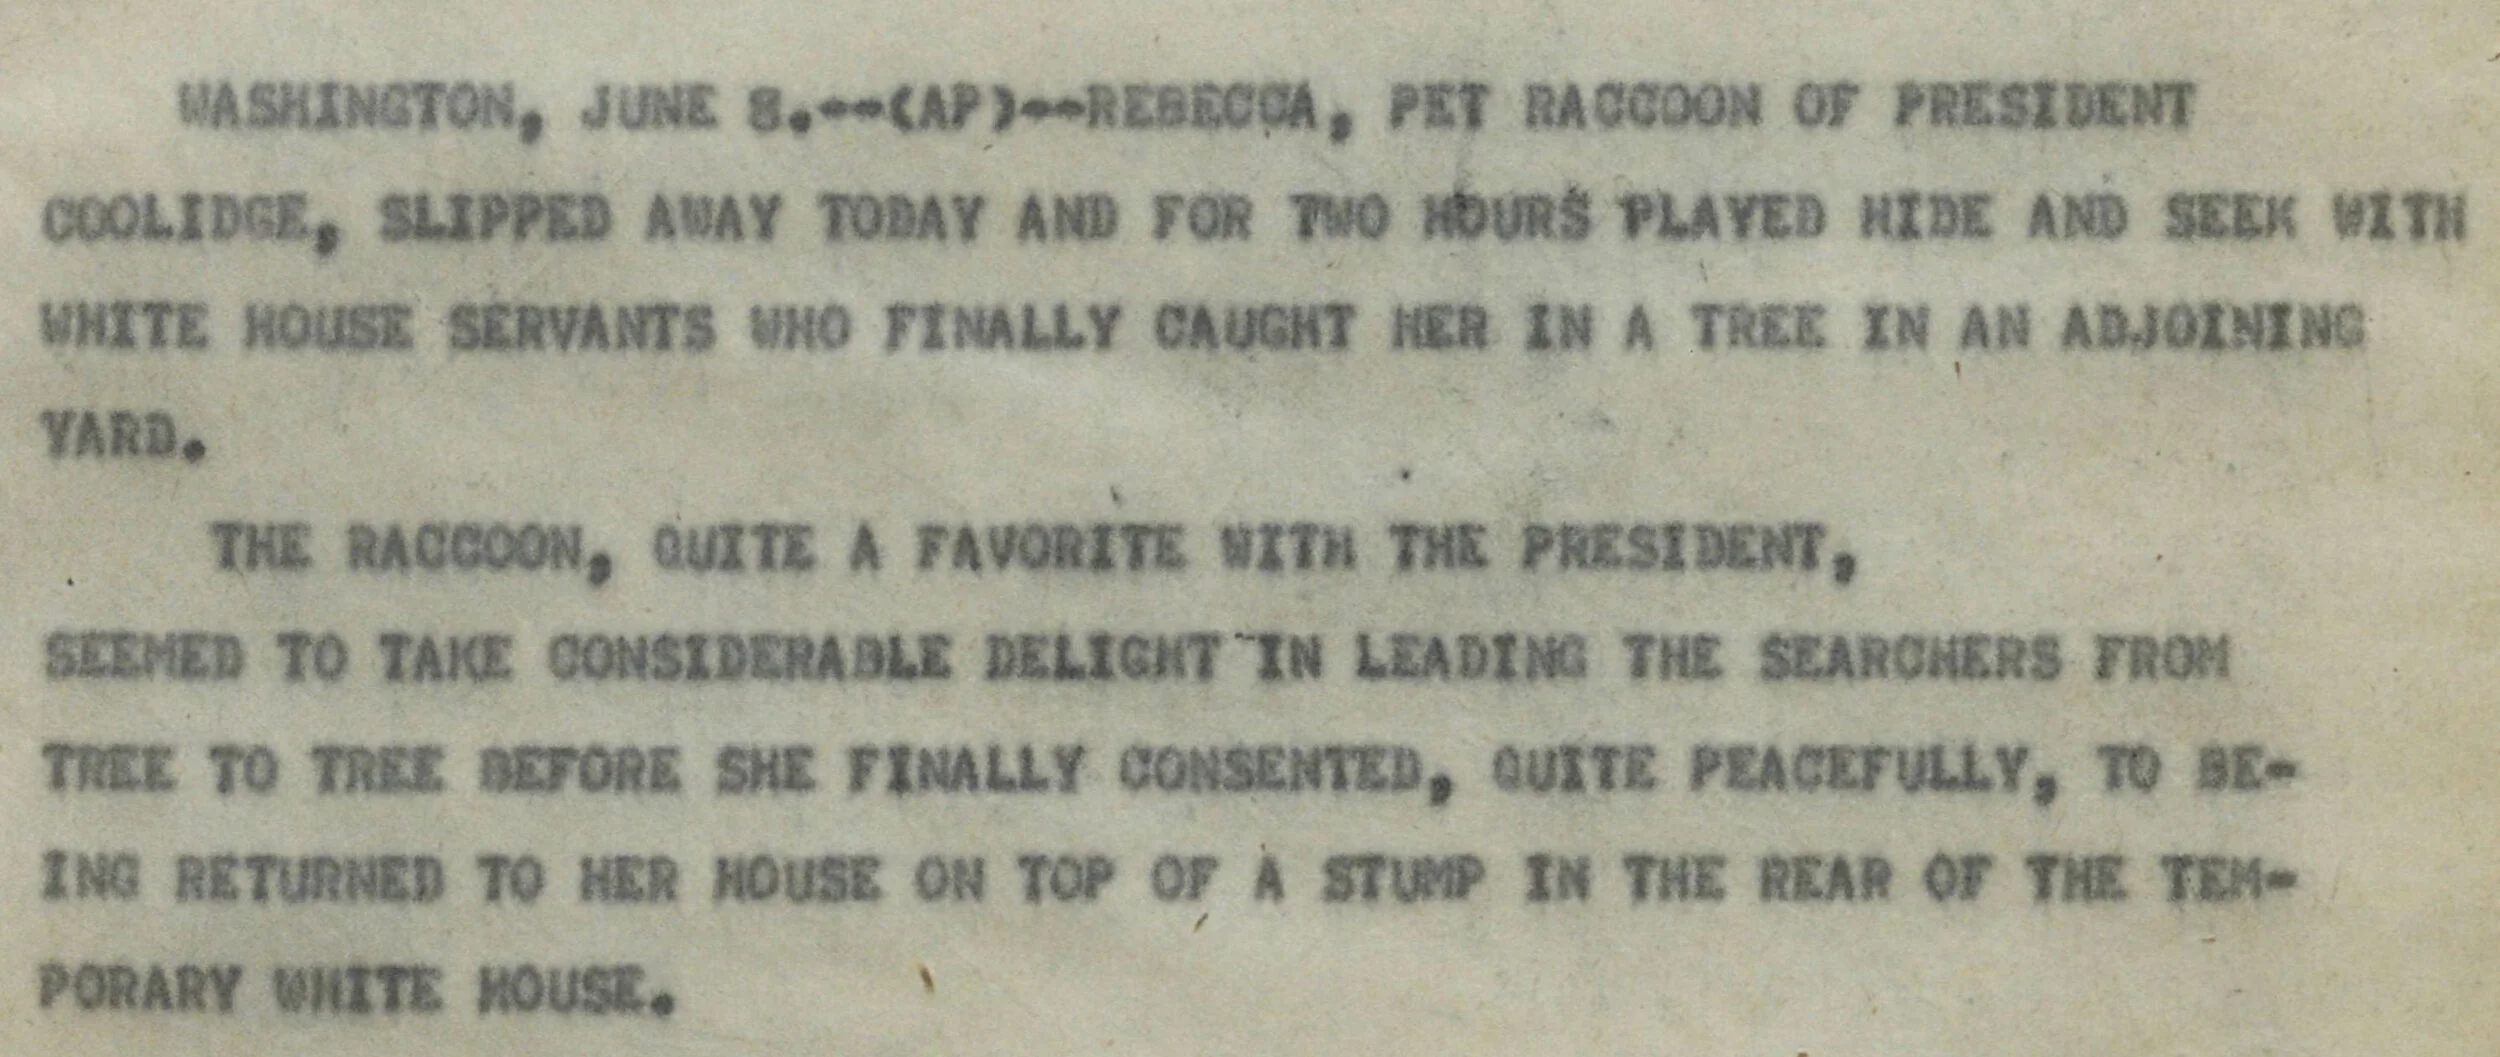 WASHINGTON, JUNE 8.--(AP)--REBECCA, PET RACCOON OF PRESIDENT
COOLIDGE, SLIPPED AWAY TODAY AND FOR TWO HOURS PLAYED HIDE AND SEEK WITH
WHITE HOUSE SERVANTS WHO FINALLY CAUGHT HER IN A TREE IN AN ADJOINING
YARD.
THE RACCOON, QUITE A FAVORITE WITH THE PRESIDENT,
SEEMED TO TAKE CONSIDERABLE DELIGHT IN LEADING THE SEARCHERS FROM
TREE TO TREE BEFORE SHE FINALLY CONSENTED, QUITE PEACEFULLY, TO BE-
ING RETURNED TO HER HOUSE ON TOP OF A STUMP IN THE REAR OF THE TEM-
PORARY WHITE HOUSE.